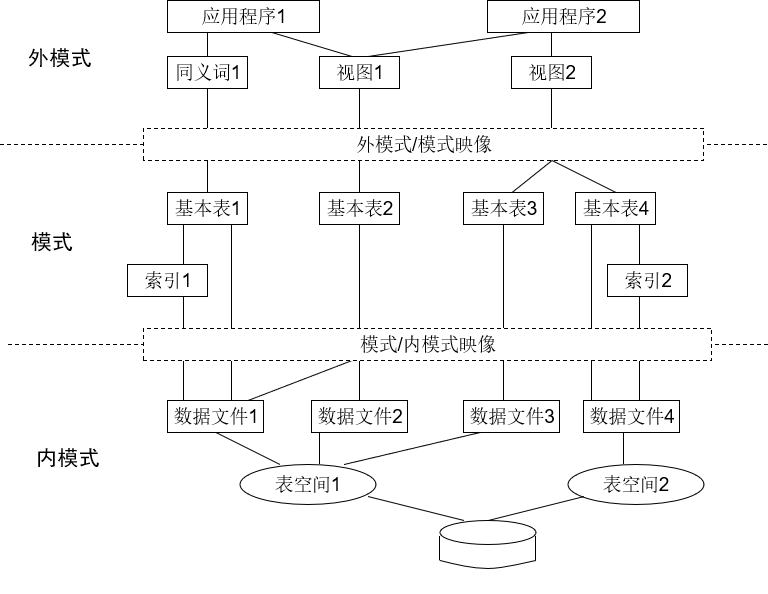 应用程序1
应用程序2
外模式
同义词1
视图1
视图2
外模式/模式映像
基本表1
基本表2
基本表3
基本表4
模式
索引1
索引2
模式/内模式映像
数据文件1
数据文件2
数据文件3
数据文件4
内模式
表空间1
表空间2